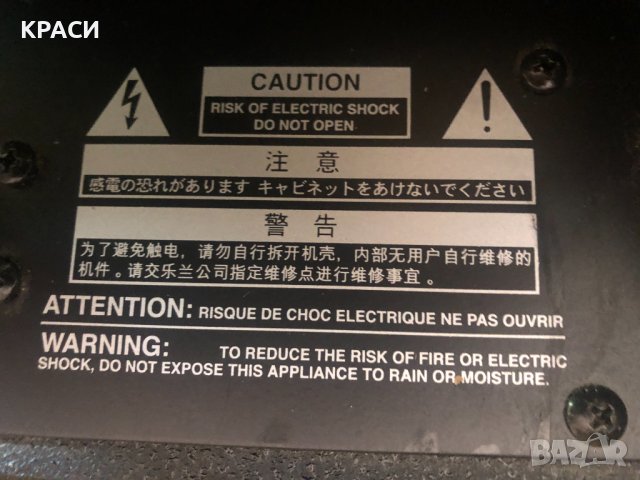 КРАСИ
CAUTION
RISK OF ELECTRIC SHOCK
DO NOT OPEN
注 意
感電の恐れがあります キャビネットをあけないでください
警 告
为了避免触电，请勿自行拆开机壳，内部无用户自行维修的
机件。请交乐兰公司指定维修点进行维修事宜。
ATTENTION: RISQUE DE CHOC ELECTRIQUE NE PAS OUVRIR
WARNING: TO REDUCE THE RISK OF FIRE OR ELECTRIC
SHOCK, DO NOT EXPOSE THIS APPLIANCE TO RAIN OR MOISTURE.
BAZAR